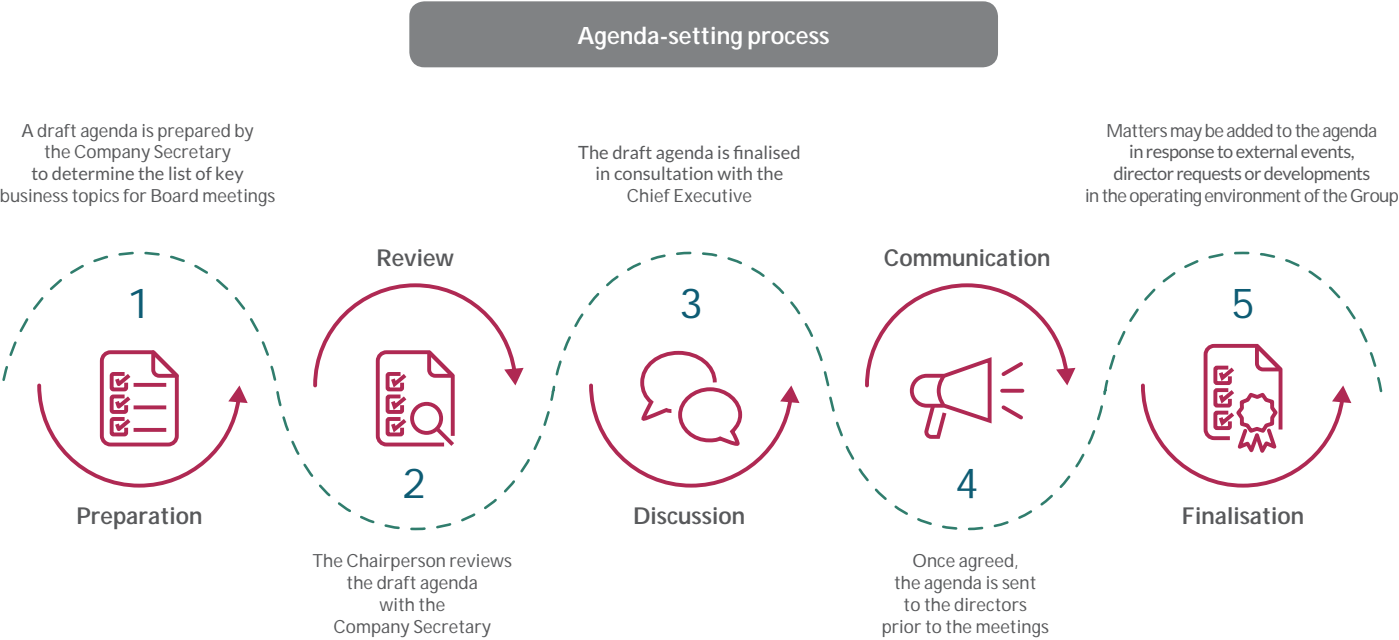 Agenda-setting process
A draft agenda is prepared by
the Company Secretary
to determine the list of key
business topics for Board meetings
1
Preparation
Review
2
The Chairperson reviews
the draft agenda
with the
Company Secretary
The draft agenda is finalised
in consultation with the
Chief Executive
3
Discussion
Communication
4
Once agreed,
the agenda is sent
to the directors
prior to the meetings
Matters may be added to the agenda
in response to external events,
director requests or developments
in the operating environment of the Group
5
Finalisation